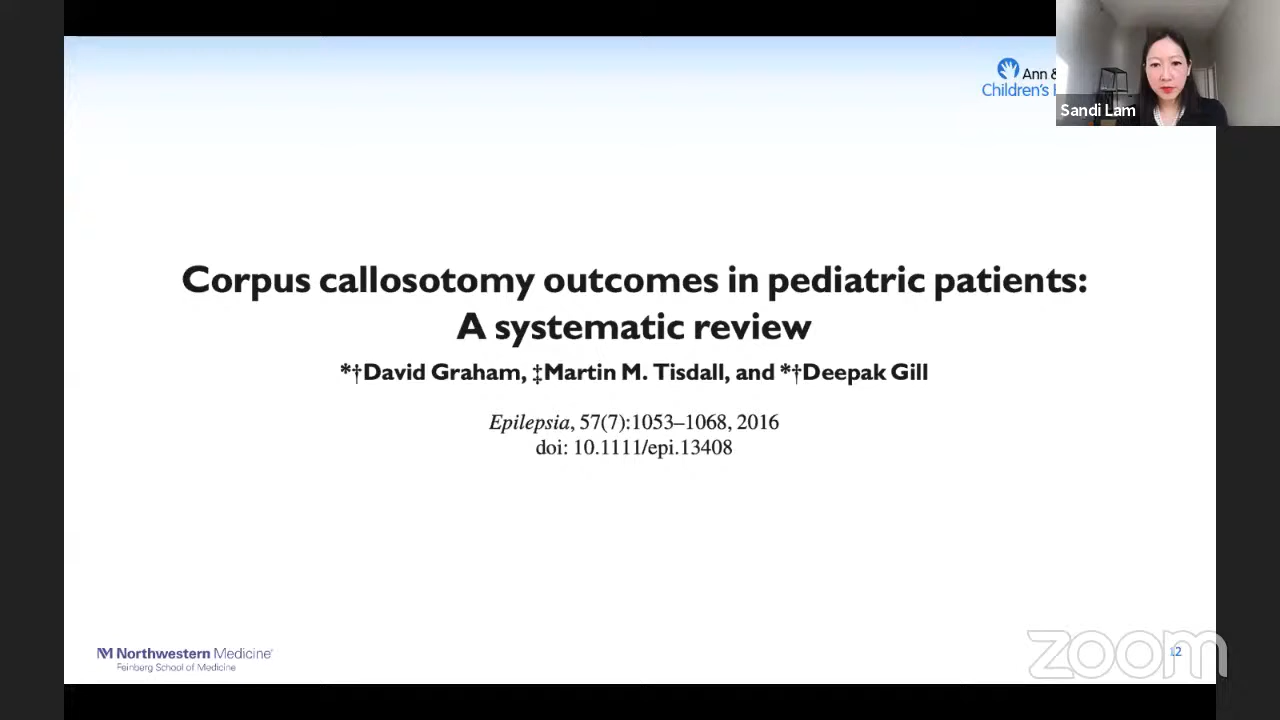 Ann &
Children's
Sandi Lam
Corpus callosotomy outcomes in pediatric patients:
A systematic review
*†David Graham, ‡Martin M. Tisdall, and *†Deepak Gill
Epilepsia, 57(7):1053–1068, 2016
doi: 10.1111/epi.13408
M Northwestern Medicine®
Feinberg School of Medicine
zoom
12